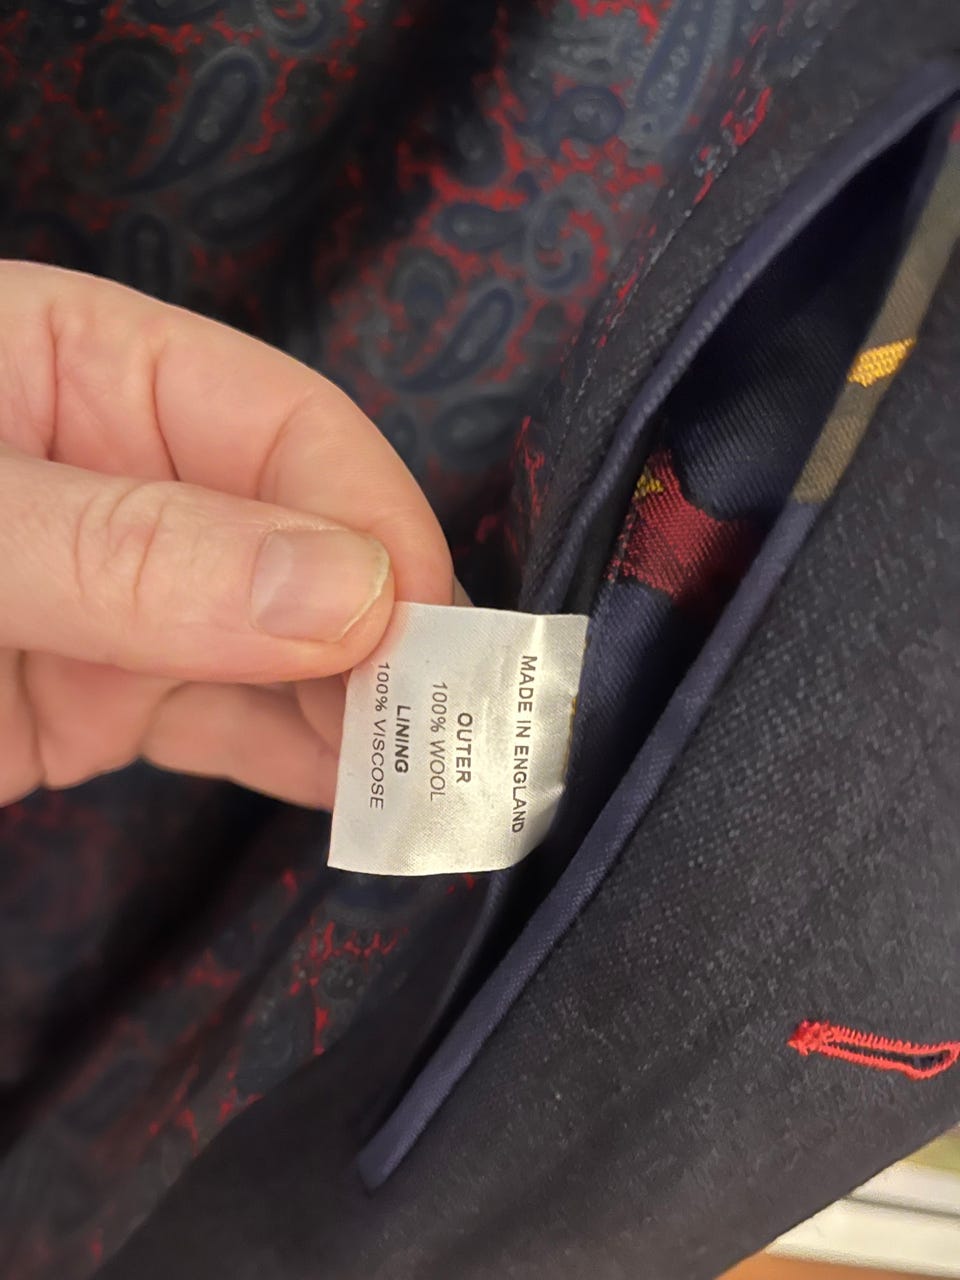 MADE IN ENGLAND
OUTER
100% WOOL
LINING
100% VISCOSE